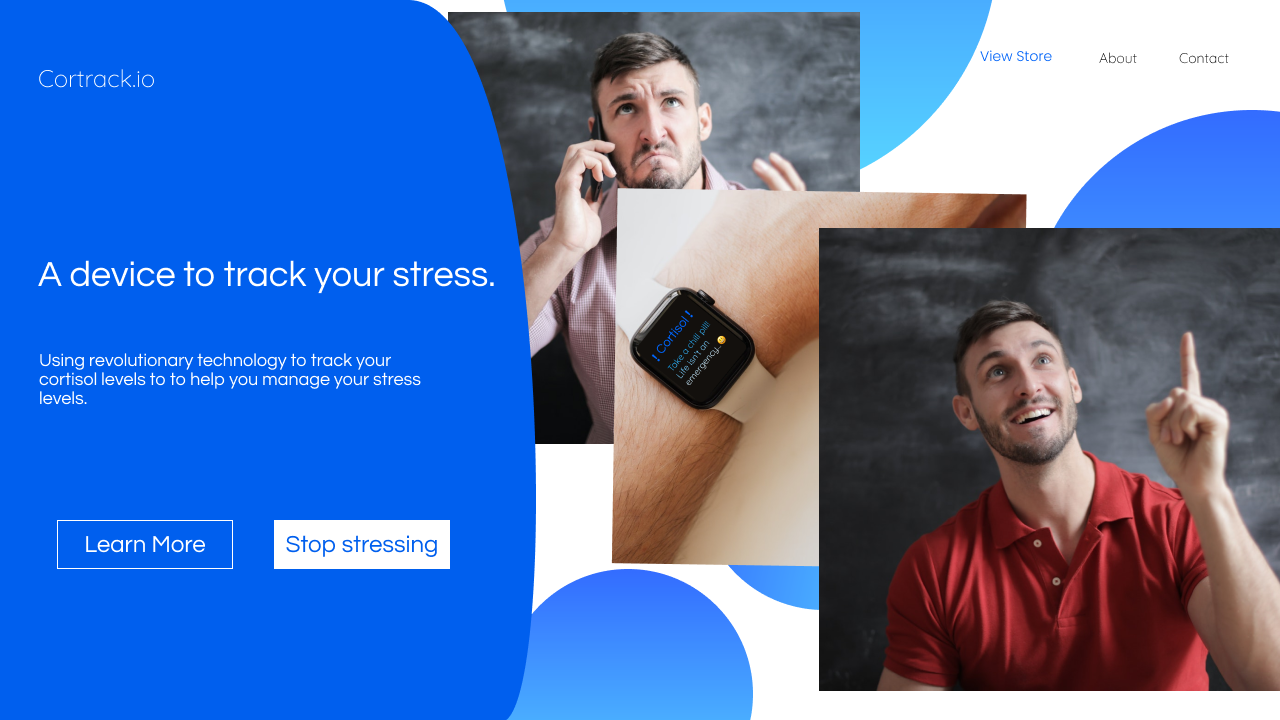 Cortrack.io
View Store
About
Contact
A device to track your stress.
Using revolutionary technology to track your
cortisol levels to to help you manage your stress
levels.
Learn More
Stop stressing
! Cortisol !
Take a chill pill!
Life isn't an
emergency..😉